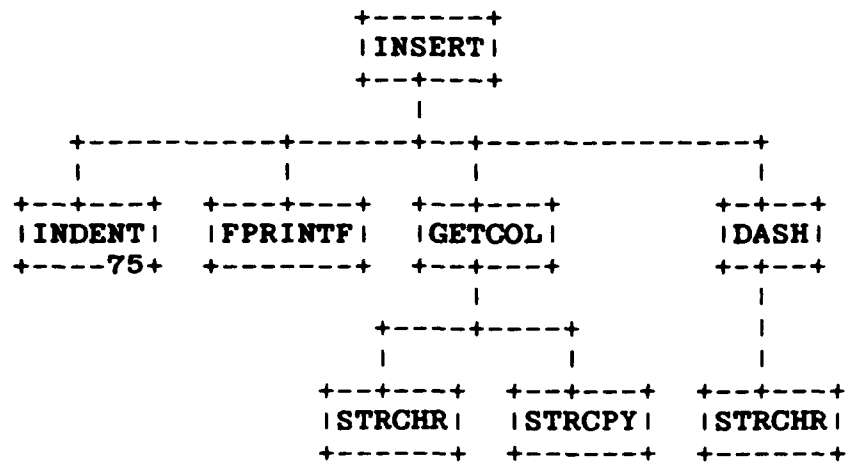 INSERT
INDENT FPRINTF GETCOL DASH
75
STRCHR STRCPY STRCHR